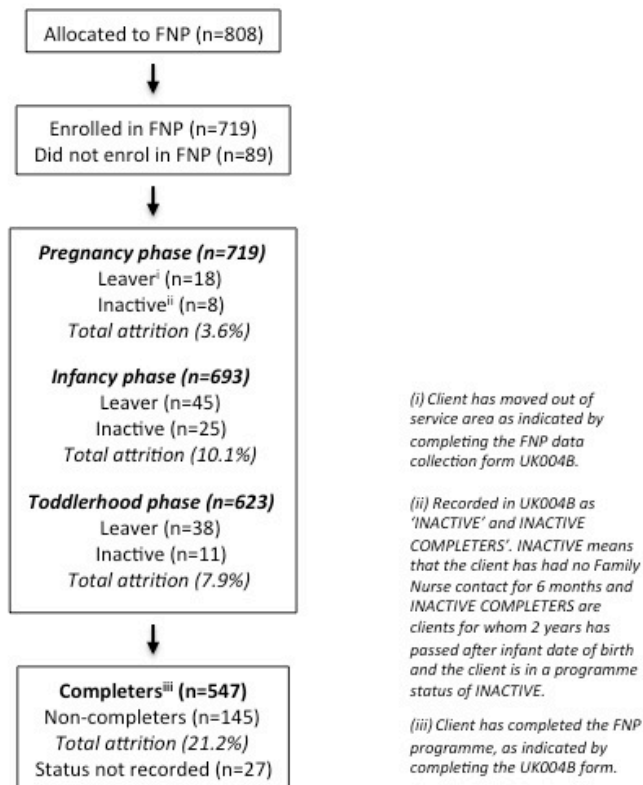 Allocated to FNP (n=808)
Enrolled in FNP (n=719)
Did not enrol in FNP (n=89)
Pregnancy phase (n=719)
Leaverⁱ (n=18)
Inactiveⁱⁱ (n=8)
Total attrition (3.6%)
Infancy phase (n=693)
Leaver (n=45)
Inactive (n=25)
Total attrition (10.1%)
Toddlerhood phase (n=623)
Leaver (n=38)
Inactive (n=11)
Total attrition (7.9%)
Completersⁱⁱⁱ (n=547)
Non-completers (n=145)
Total attrition (21.2%)
Status not recorded (n=27)
(i) Client has moved out of
service area as indicated by
completing the FNP data
collection form UK004B.
(ii) Recorded in UK004B as
‘INACTIVE’ and INACTIVE
COMPLETERS’. INACTIVE means
that the client has had no Family
Nurse contact for 6 months and
INACTIVE COMPLETERS are
clients for whom 2 years has
passed after infant date of birth
and the client is in a programme
status of INACTIVE.
(iii) Client has completed the FNP
programme, as indicated by
completing the UK004B form.